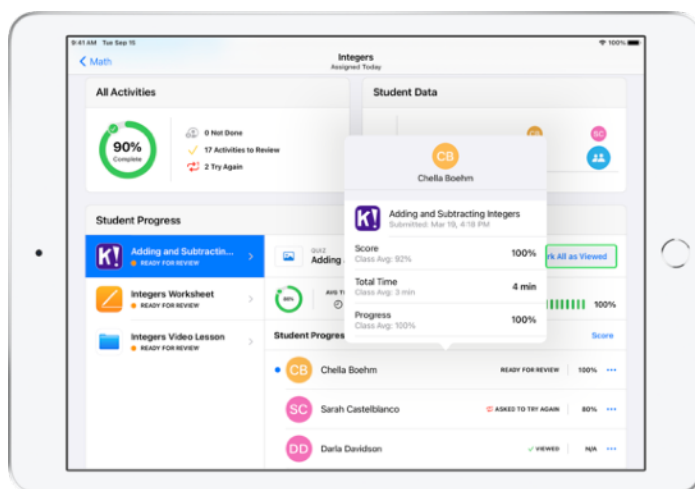 9:41 AM Tue Sep 15
100%
Math
Integers
Assigned Today
All Activities
90%
Complete
0 Not Done
17 Activities to Review
2 Try Again
Student Data
CB
SC
CB
Chella Boehm
K!
Adding and Subtracting Integers
Submitted: Mar 19, 4:18 PM
Score
Class Avg: 92%
100%
Total Time
Class Avg: 3 min
4 min
Progress
Class Avg: 100%
100%
Student Progress
K!
Adding and Subtractin...
READY FOR REVIEW
Integers Worksheet
READY FOR REVIEW
Integers Video Lesson
READY FOR REVIEW
QUIZ
Adding
rk All as Viewed
AVG T
100%
Student Progres
Score
CB
Chella Boehm
READY FOR REVIEW
100%
SC
Sarah Castelblanco
ASKED TO TRY AGAIN
80%
DD
Darla Davidson
VIEWED
N/A